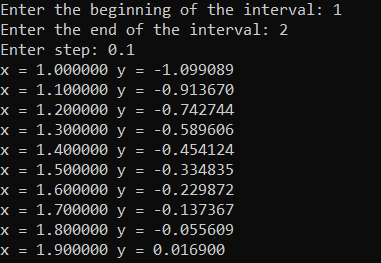 Enter the beginning of the interval: 1
Enter the end of the interval: 2
Enter step: 0.1
x = 1.000000 y = -1.099089
x = 1.100000 y = -0.913670
x = 1.200000 y = -0.742744
x = 1.300000 y = -0.589606
x = 1.400000 y = -0.454124
x = 1.500000 y = -0.334835
x = 1.600000 y = -0.229872
x = 1.700000 y = -0.137367
x = 1.800000 y = -0.055609
x = 1.900000 y = 0.016900